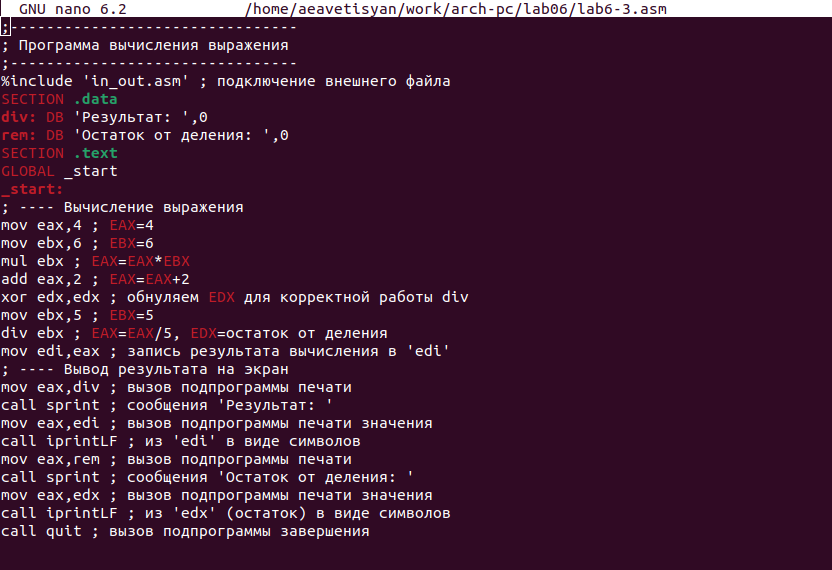 GNU nano 6.2 /home/aeavetisyan/work/arch-pc/lab06/lab6-3.asm
;--------------------------------
; Программа вычисления выражения
;--------------------------------
%include 'in_out.asm' ; подключение внешнего файла
SECTION .data
div: DB 'Результат: ',0
rem: DB 'Остаток от деления: ',0
SECTION .text
GLOBAL _start
_start:
; ---- Вычисление выражения
mov eax,4 ; EAX=4
mov ebx,6 ; EBX=6
mul ebx ; EAX=EAX*EBX
add eax,2 ; EAX=EAX+2
xor edx,edx ; обнуляем EDX для корректной работы div
mov ebx,5 ; EBX=5
div ebx ; EAX=EAX/5, EDX=остаток от деления
mov edi,eax ; запись результата вычисления в 'edi'
; ---- Вывод результата на экран
mov eax,div ; вызов подпрограммы печати
call sprint ; сообщения 'Результат: '
mov eax,edi ; вызов подпрограммы печати значения
call iprintLF ; из 'edi' в виде символов
mov eax,rem ; вызов подпрограммы печати
call sprint ; сообщения 'Остаток от деления: '
mov eax,edx ; вызов подпрограммы печати значения
call iprintLF ; из 'edx' (остаток) в виде символов
call quit ; вызов подпрограммы завершения